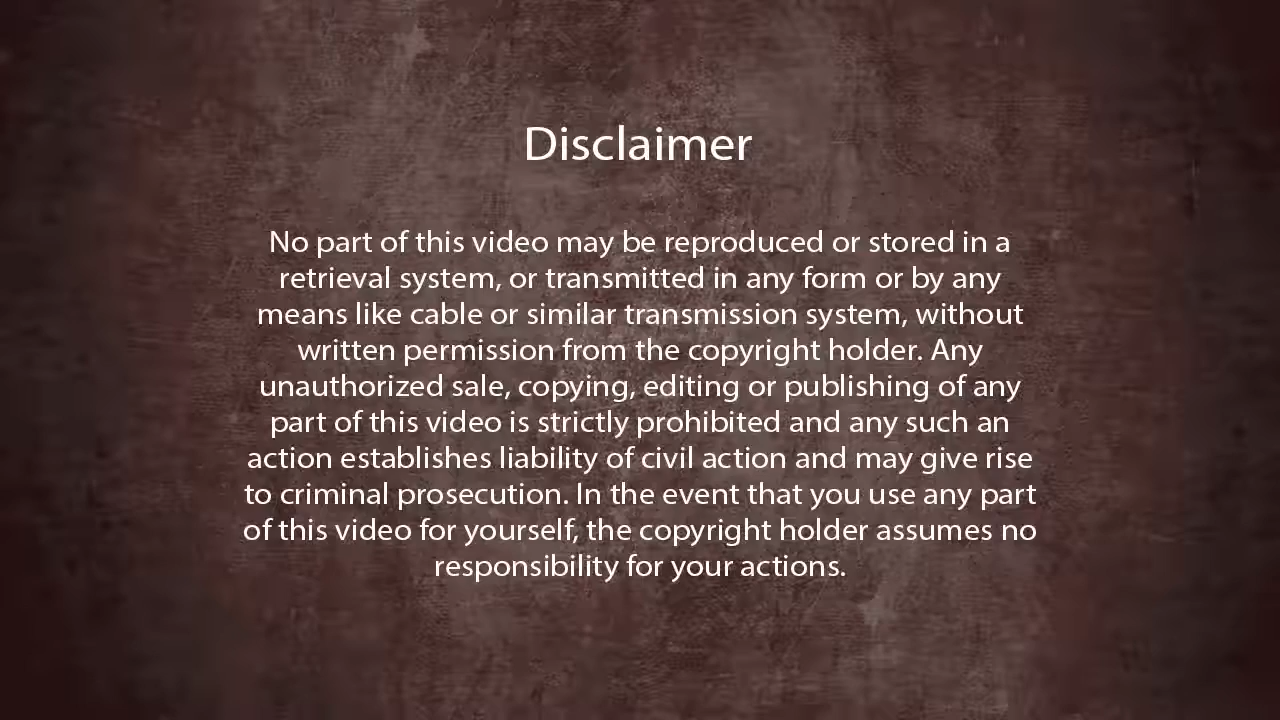 Disclaimer
No part of this video may be reproduced or stored in a
retrieval system, or transmitted in any form or by any
means like cable or similar transmission system, without
written permission from the copyright holder. Any
unauthorized sale, copying, editing or publishing of any
part of this video is strictly prohibited and any such an
action establishes liability of civil action and may give rise
to criminal prosecution. In the event that you use any part
of this video for yourself, the copyright holder assumes no
responsibility for your actions.